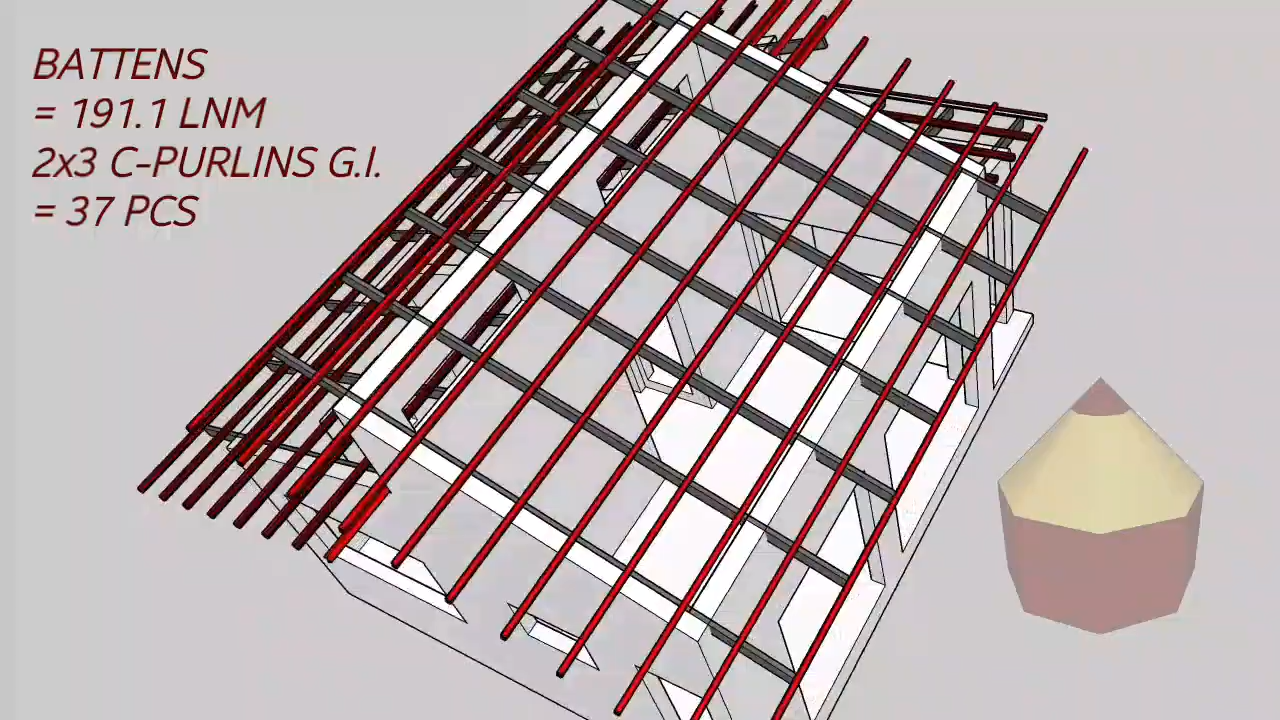 BATTENS
= 191.1 LNM
2x3 C-PURLINS G.I.
= 37 PCS